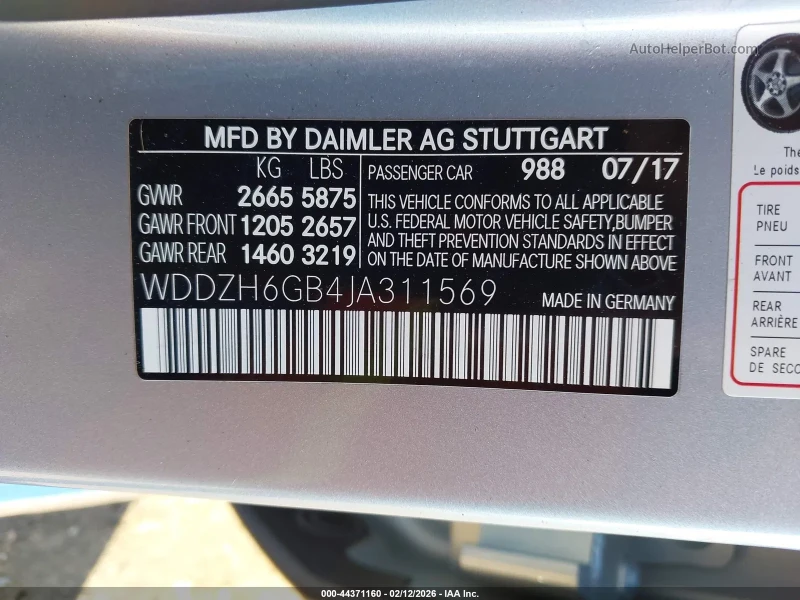 AutoHelperBot.com
MFD BY DAIMLER AG STUTTGART
KG LBS
GVWR 2665 5875
GAWR FRONT 1205 2657
GAWR REAR 1460 3219
PASSENGER CAR 988 07/17
THIS VEHICLE CONFORMS TO ALL APPLICABLE
U.S. FEDERAL MOTOR VEHICLE SAFETY,BUMPER
AND THEFT PREVENTION STANDARDS IN EFFECT
ON THE DATE OF MANUFACTURE SHOWN ABOVE
WDDZH6GB4JA311569
MADE IN GERMANY
The
Le poids
TIRE
PNEU
FRONT
AVANT
REAR
ARRIÈRE
SPARE
DE SECO
000-44371160 - 02/12/2026 - IAA Inc.